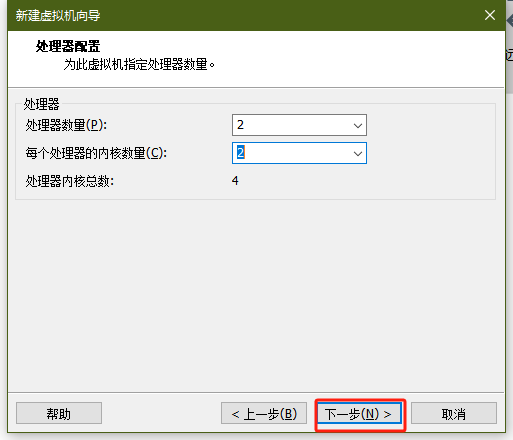 新建虚拟机向导
处理器配置
为此虚拟机指定处理器数量。
处理器
处理器数量(P): 2
每个处理器的内核数量(C): 2
处理器内核总数: 4
帮助 < 上一步(B) 下一步(N) > 取消